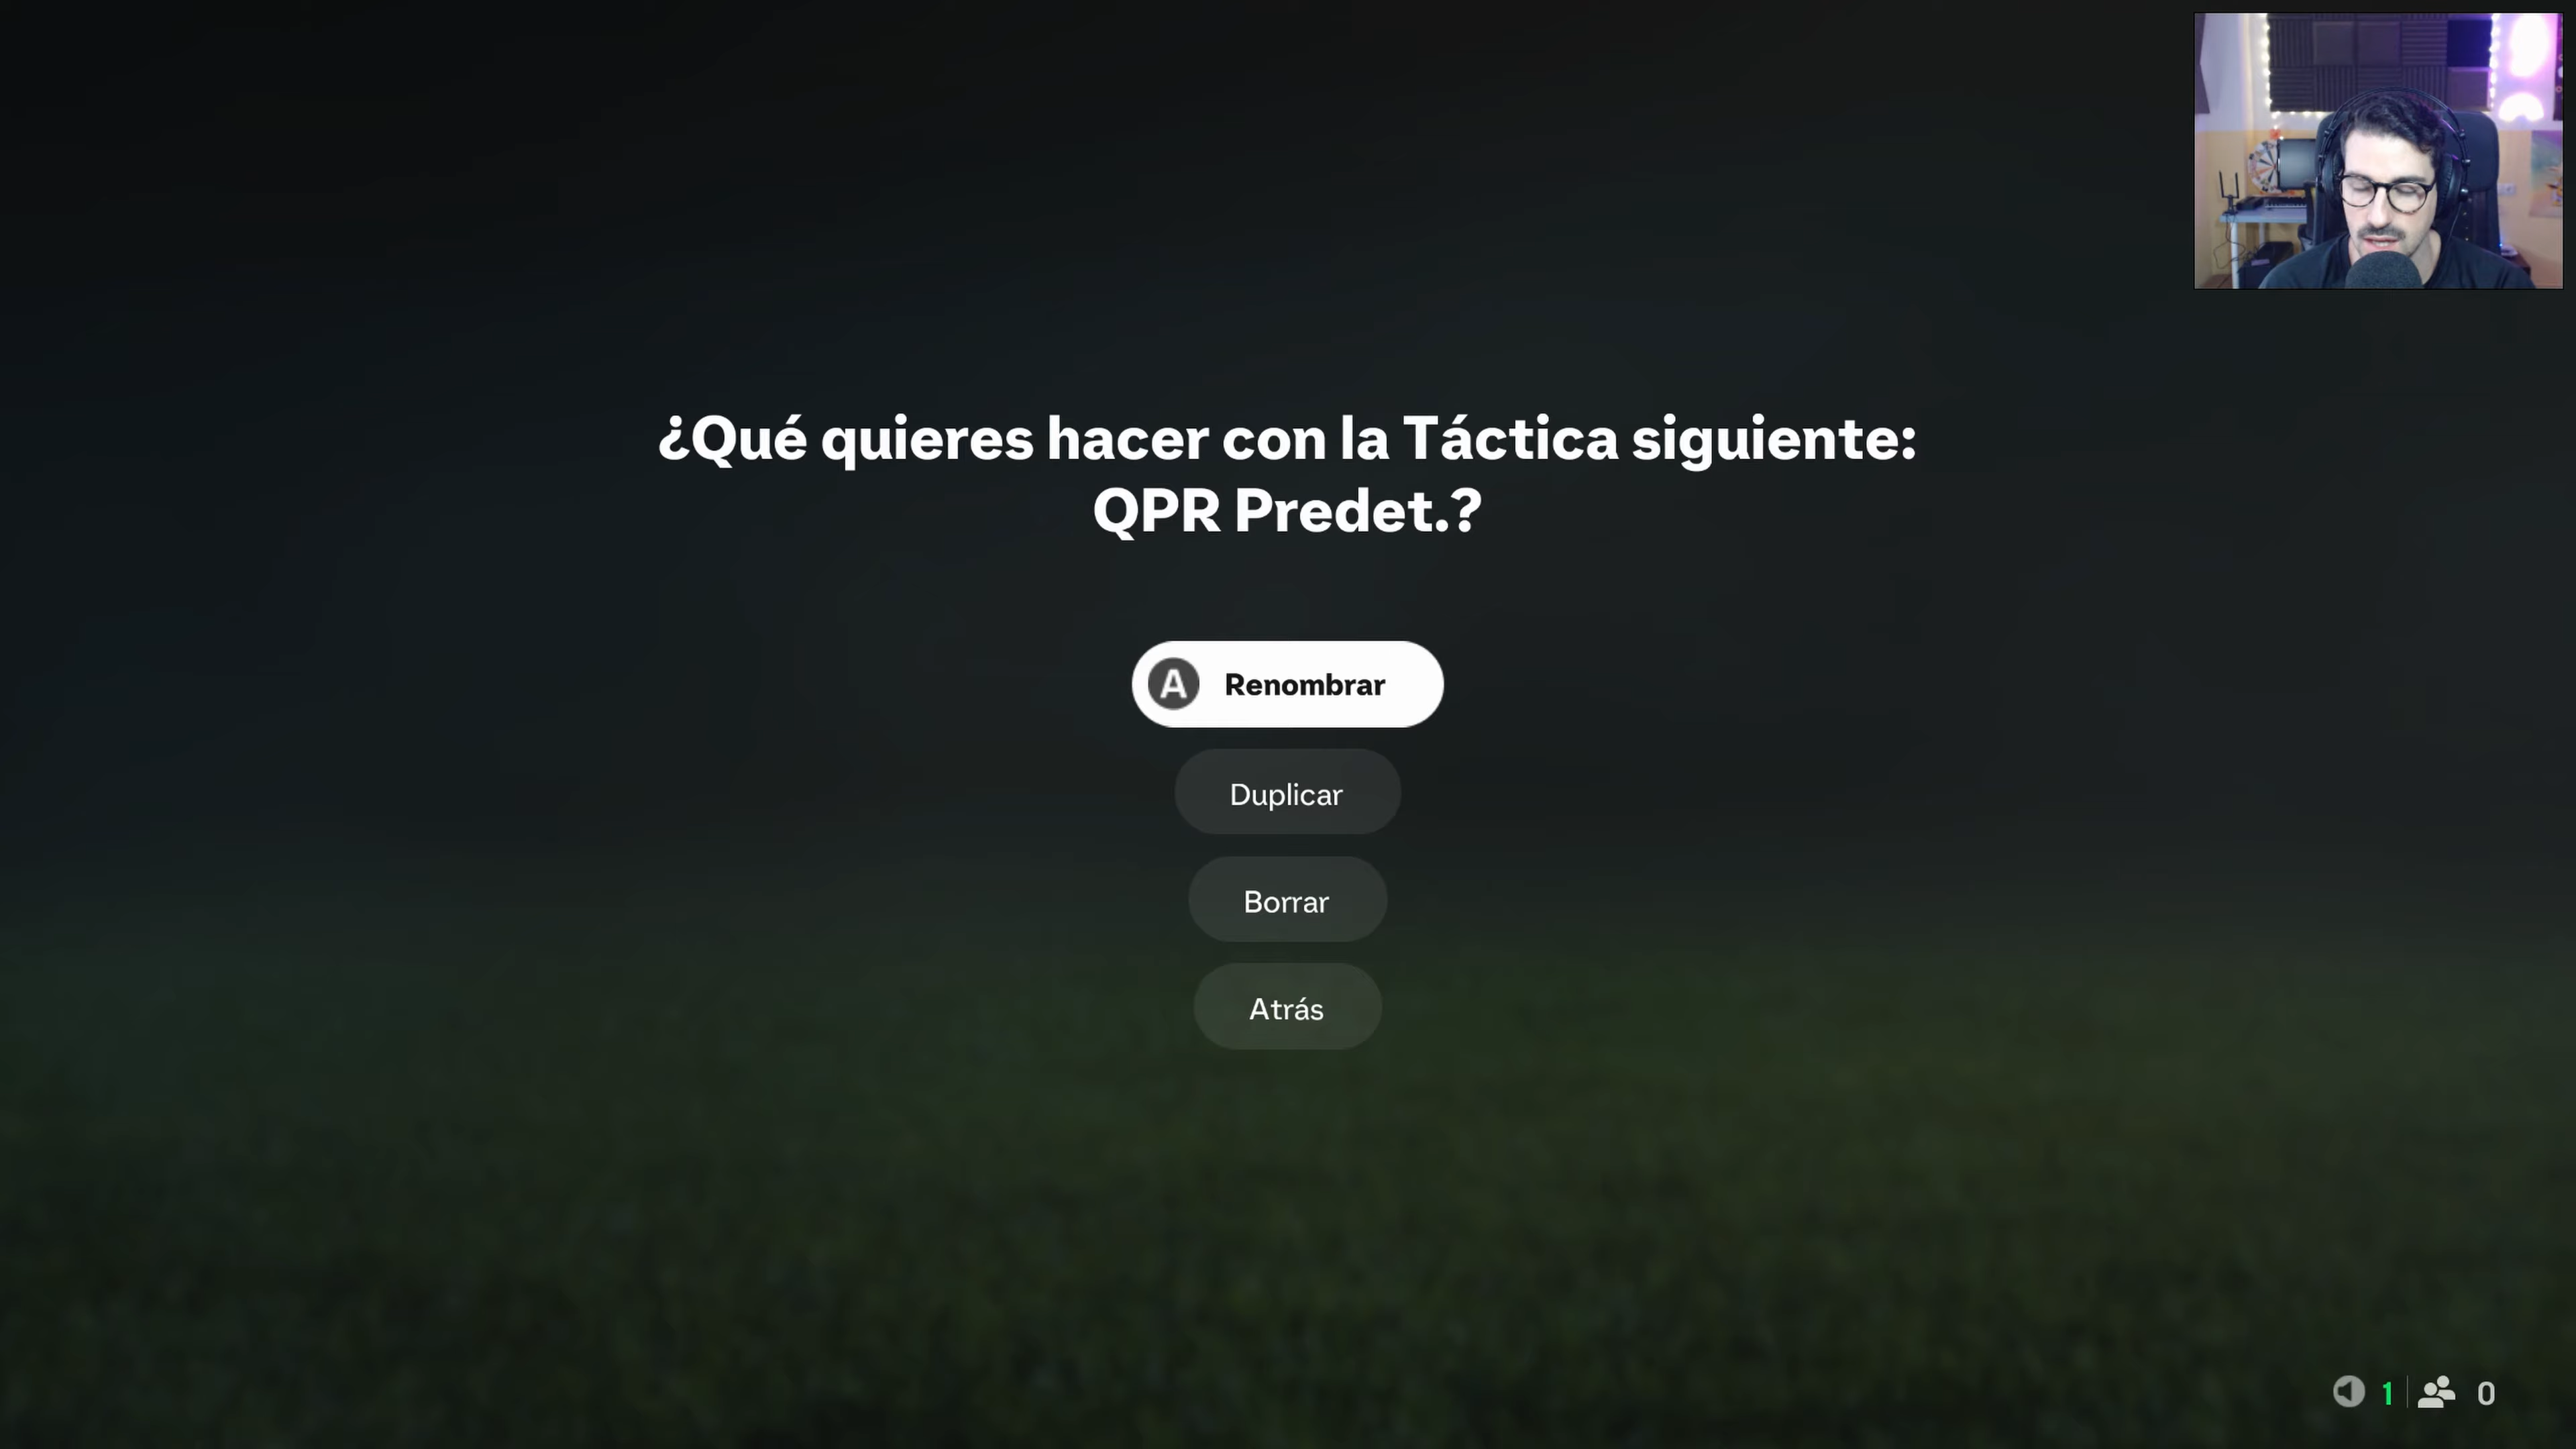 ¿Qué quieres hacer con la Táctica siguiente:
QPR Predet.?
A Renombrar
Duplicar
Borrar
Atrás
1 0